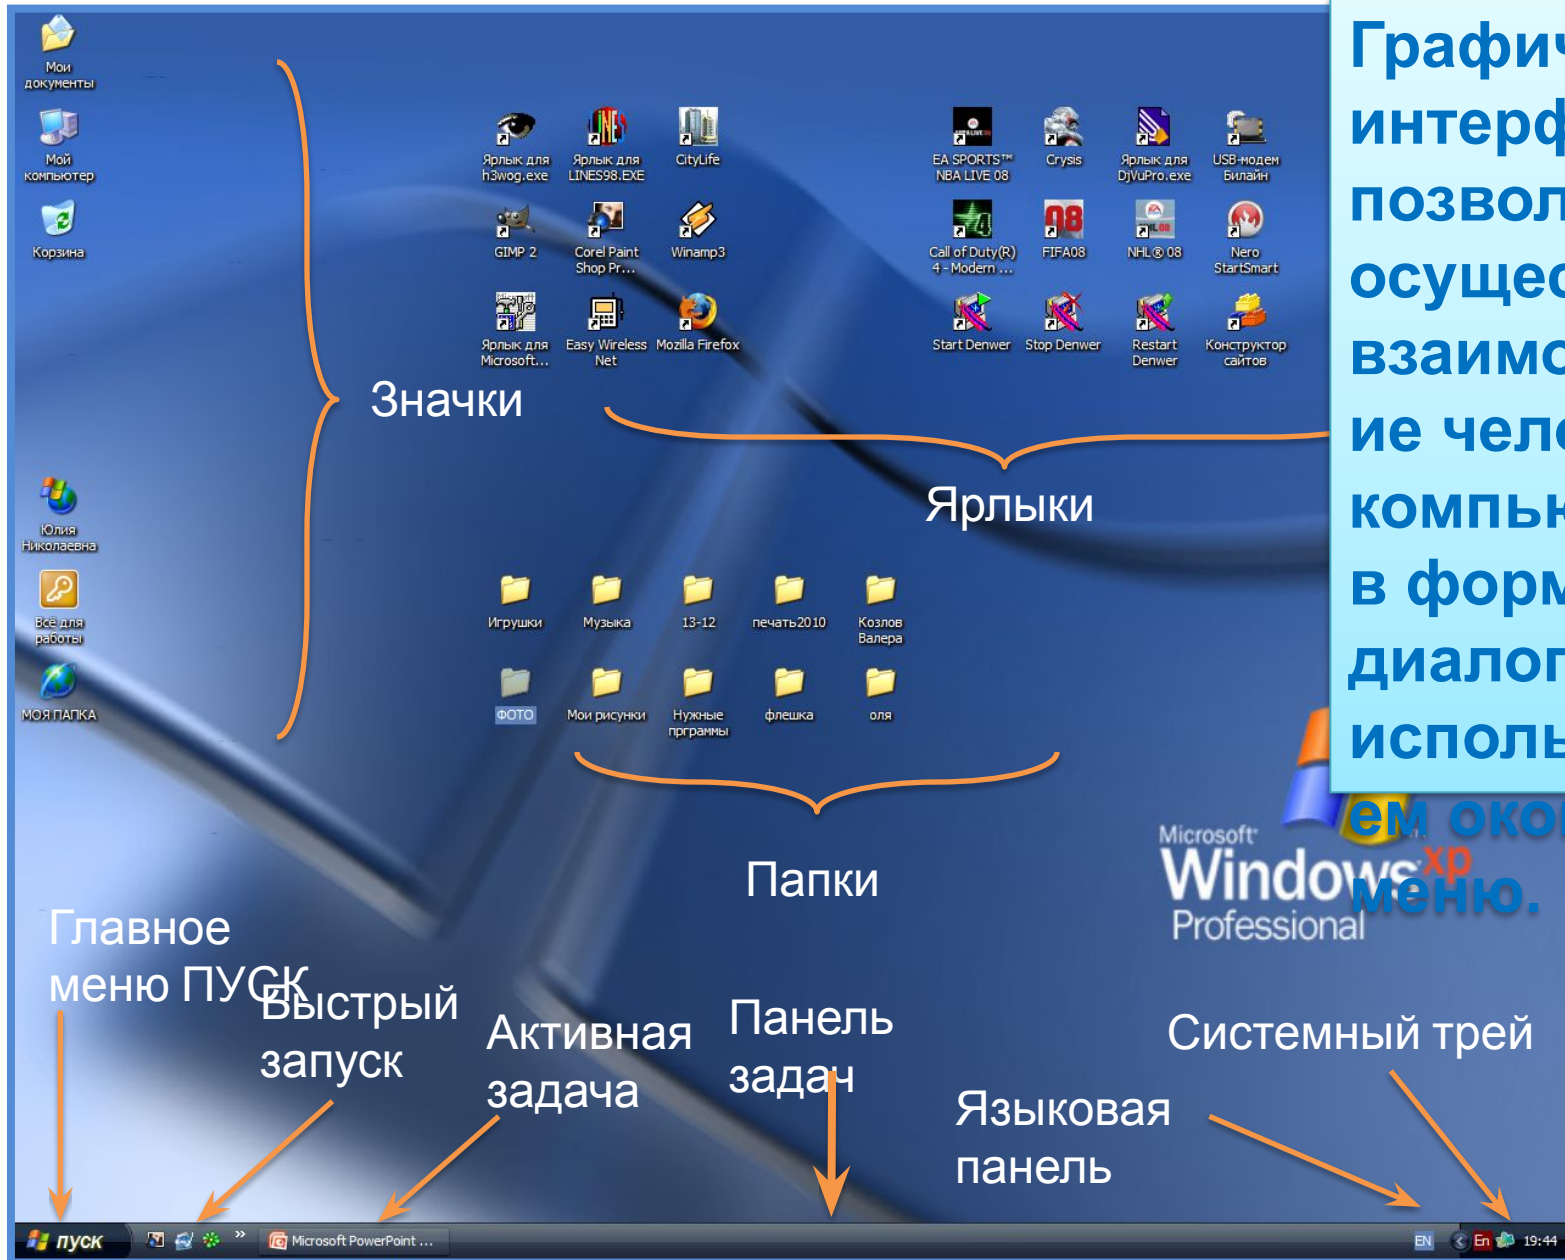 Мои
документы
Мой
компьютер
Корзина
Юлия
Николаевна
Всё для
работы
МОЯ ПАПКА
Значки
Ярлык для
h3wog.exe
Ярлык для
LINES98.EXE
CityLife
GIMP 2
Corel Paint
Shop Pr...
Winamp3
Ярлык для
Microsoft...
Easy Wireless
Net
Mozilla Firefox
EA SPORTS™
NBA LIVE 08
Crysis
Ярлык для
DjVuPro.exe
USB-модем
Билайн
Call of Duty(R)
4 - Modern ...
FIFA08
NHL® 08
Nero
StartSmart
Start Denwer
Stop Denwer
Restart
Denwer
Конструктор
сайтов
Ярлыки
Игрушки
Музыка
13-12
печать2010
Козлов
Валера
ФОТО
Мои рисунки
Нужные
прграммы
флешка
оля
Папки
Графич
интерф
позвол
осущес
взаимо
ие чело
компью
в форм
диалог
исполь
ем окон
меню.
Microsoft
Windows xp
Professional
Главное
меню ПУСК
Быстрый
запуск
Активная
задача
Панель
задач
Языковая
панель
Системный трей
пуск
»
Microsoft PowerPoint ...
EN
En
19:44